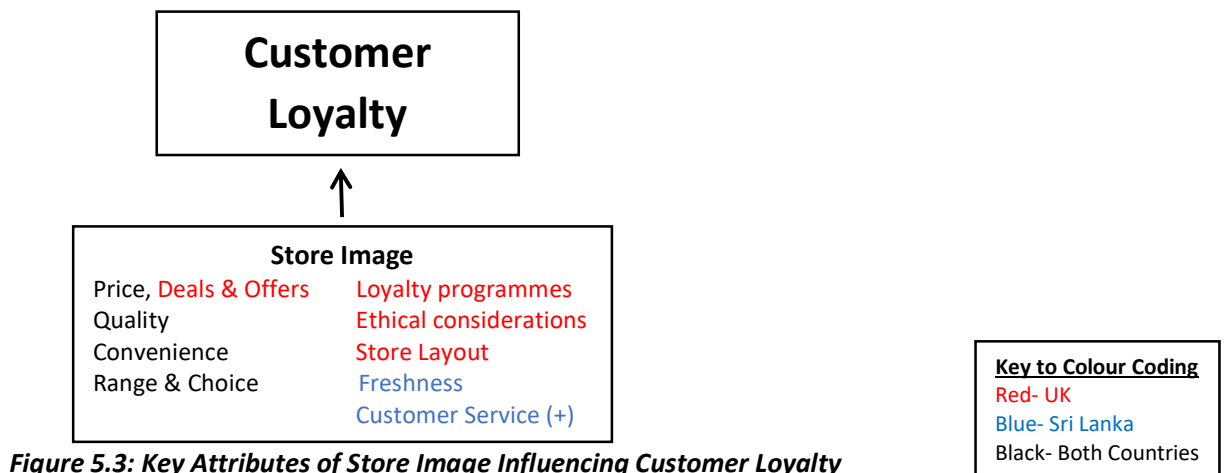 Customer
Loyalty
Store Image
Price, Deals & Offers Loyalty programmes
Quality Ethical considerations
Convenience Store Layout
Range & Choice Freshness
Customer Service (+)
Key to Colour Coding
Red- UK
Blue- Sri Lanka
Black- Both Countries
Figure 5.3: Key Attributes of Store Image Influencing Customer Loyalty